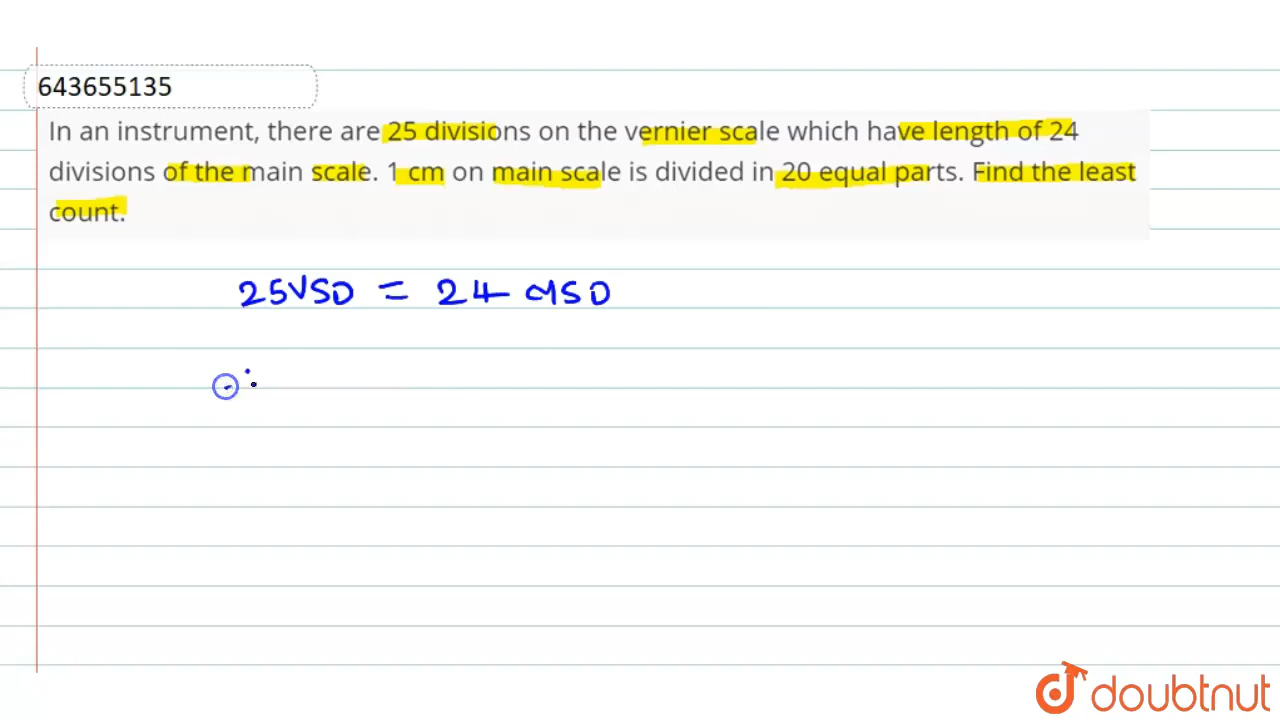 643655135
In an instrument, there are 25 divisions on the vernier scale which have length of 24
divisions of the main scale. 1 cm on main scale is divided in 20 equal parts. Find the least
count.
25VSD = 24 MSD
doubtnut